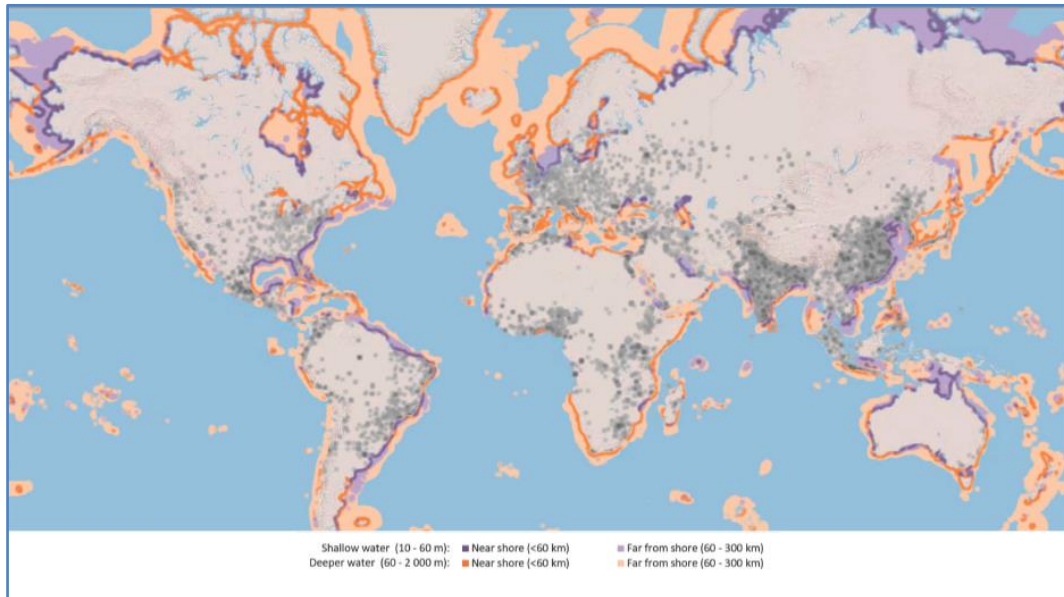 Shallow water (10 - 60 m): Near shore (<60 km) Far from shore (60 - 300 km)
Deeper water (60 - 2 000 m): Near shore (<60 km) Far from shore (60 - 300 km)